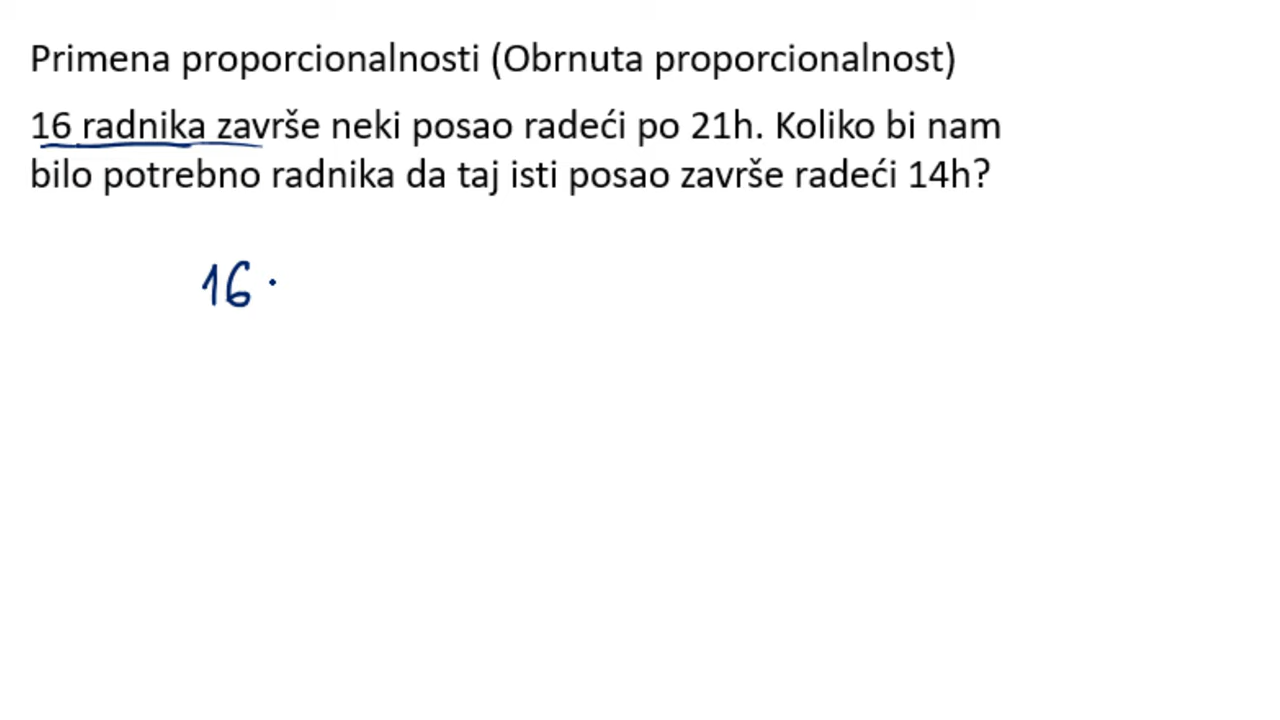 Primena proporcionalnosti (Obrnuta proporcionalnost)
16 radnika završe neki posao radeći po 21h. Koliko bi nam
bilo potrebno radnika da taj isti posao završe radeći 14h?
16 ·